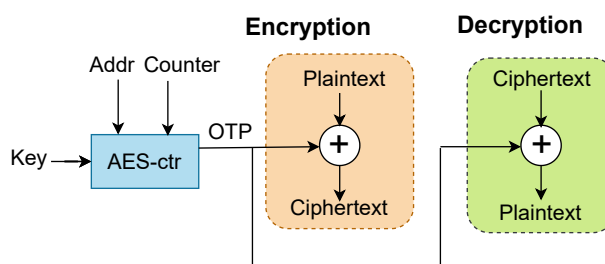 Encryption
Decryption
Addr Counter
Plaintext
Ciphertext
OTP
Key
AES-ctr
+
+
Ciphertext
Plaintext